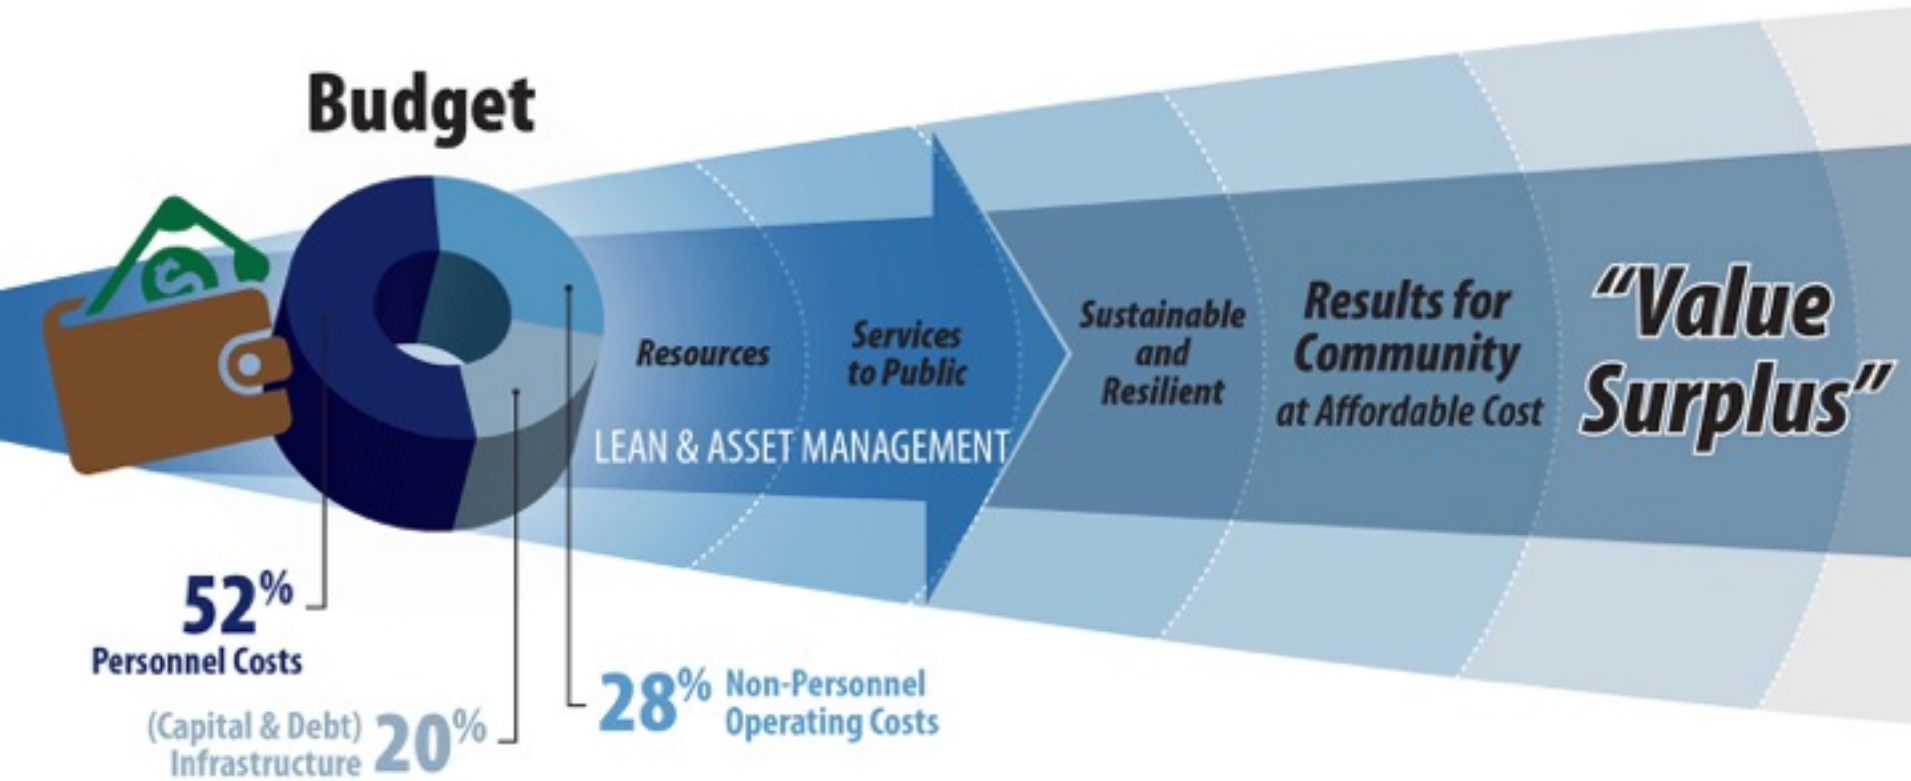 Budget
$
Resources
Services
to Public
LEAN & ASSET MANAGEMENT
Sustainable
and
Resilient
Results for
Community
at Affordable Cost
“Value
Surplus”
52%
Personnel Costs
(Capital & Debt)
Infrastructure
20%
28%
Non-Personnel
Operating Costs